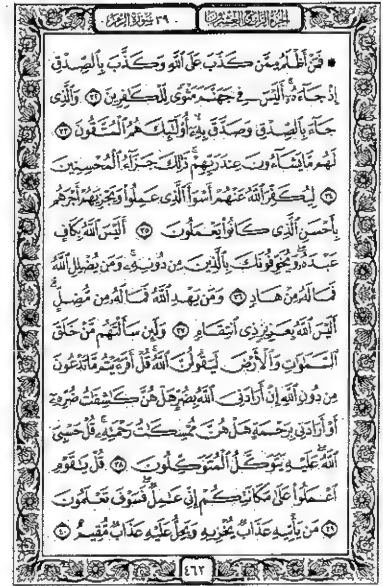 الجزء الرابع والعشرون ٣٩ سورة الزمر
۞ فَمَنْ أَظْلَمُ مِمَّن كَذَبَ عَلَى ٱللَّهِ وَكَذَّبَ بِٱلصِّدْقِ
إِذْ جَآءَهُۥٓ ۚ أَلَيْسَ فِى جَهَنَّمَ مَثْوًى لِّلْكَٰفِرِينَ ٣٢ وَٱلَّذِى
جَآءَ بِٱلصِّدْقِ وَصَدَّقَ بِهِۦٓ ۙ أُو۟لَٰٓئِكَ هُمُ ٱلْمُتَّقُونَ ٣٣
لَهُم مَّا يَشَآءُونَ عِندَ رَبِّهِمْ ۚ ذَٰلِكَ جَزَآءُ ٱلْمُحْسِنِينَ
٣٤ لِيُكَفِّرَ ٱللَّهُ عَنْهُمْ أَسْوَأَ ٱلَّذِى عَمِلُوا۟ وَيَجْزِيَهُمْ أَجْرَهُم
بِأَحْسَنِ ٱلَّذِى كَانُوا۟ يَعْمَلُونَ ٣٥ أَلَيْسَ ٱللَّهُ بِكَافٍ
عَبْدَهُۥ ۖ وَيُخَوِّفُونَكَ بِٱلَّذِينَ مِن دُونِهِۦ ۚ وَمَن يُضْلِلِ ٱللَّهُ
فَمَا لَهُۥ مِنْ هَادٍ ٣٦ وَمَن يَهْدِ ٱللَّهُ فَمَا لَهُۥ مِن مُّضِلٍّ ۗ
أَلَيْسَ ٱللَّهُ بِعَزِيزٍ ذِى ٱنتِقَامٍ ٣٧ وَلَئِن سَأَلْتَهُم مَّنْ خَلَقَ
ٱلسَّمَٰوَٰتِ وَٱلْأَرْضَ لَيَقُولُنَّ ٱللَّهُ ۚ قُلْ أَفَرَءَيْتُم مَّا تَدْعُونَ
مِن دُونِ ٱللَّهِ إِنْ أَرَادَنِىَ ٱللَّهُ بِضُرٍّ هَلْ هُنَّ كَٰشِفَٰتُ ضُرِّهِۦٓ
أَوْ أَرَادَنِى بِرَحْمَةٍ هَلْ هُنَّ مُمْسِكَٰتُ رَحْمَتِهِۦ ۚ قُلْ حَسْبِىَ
ٱللَّهُ ۖ عَلَيْهِ يَتَوَكَّلُ ٱلْمُتَوَكِّلُونَ ٣٨ قُلْ يَٰقَوْمِ
ٱعْمَلُوا۟ عَلَىٰ مَكَانَتِكُمْ إِنِّى عَٰمِلٌ ۖ فَسَوْفَ تَعْلَمُونَ
٣٩ مَن يَأْتِيهِ عَذَابٌ يُخْزِيهِ وَيَحِلُّ عَلَيْهِ عَذَابٌ مُّقِيمٌ ٤٠
٤٦٢